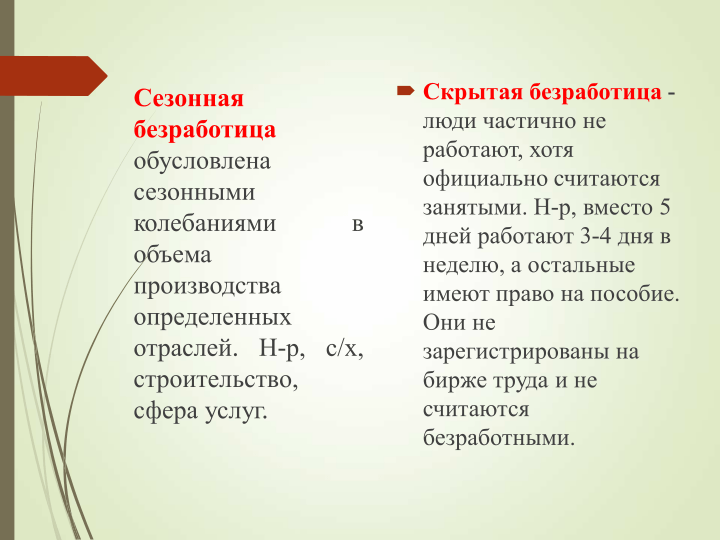 Сезонная
безработица
обусловлена
сезонными
колебаниями в
объема
производства
определенных
отраслей. Н-р, с/х,
строительство,
сфера услуг.
Скрытая безработица -
люди частично не
работают, хотя
официально считаются
занятыми. Н-р, вместо 5
дней работают 3-4 дня в
неделю, а остальные
имеют право на пособие.
Они не
зарегистрированы на
бирже труда и не
считаются
безработными.